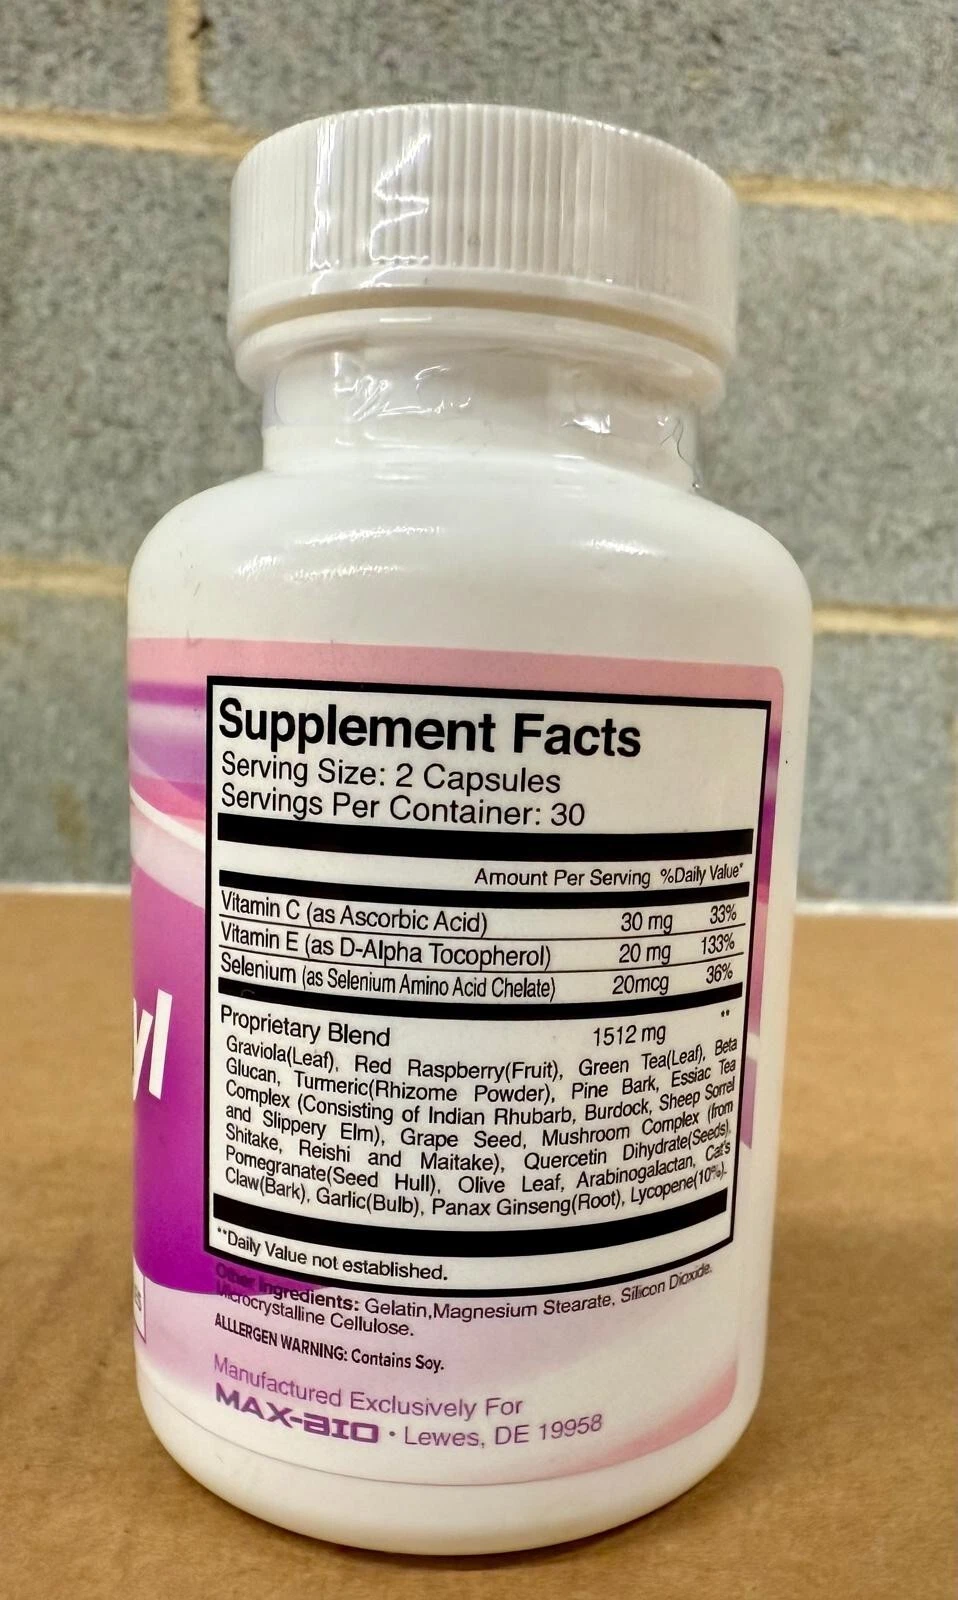 Supplement Facts
Serving Size: 2 Capsules
Servings Per Container: 30
Amount Per Serving %Daily Value*
Vitamin C (as Ascorbic Acid) 30 mg 33%
Vitamin E (as D-Alpha Tocopherol) 20 mg 133%
Selenium (as Selenium Amino Acid Chelate) 20mcg 36%
Proprietary Blend 1512 mg **
Graviola(Leaf), Red Raspberry(Fruit), Green Tea(Leaf), Beta
Glucan, Turmeric(Rhizome Powder), Pine Bark, Essiac Tea
Complex (Consisting of Indian Rhubarb, Burdock, Sheep Sorrel
and Slippery Elm), Grape Seed, Mushroom Complex (from
Shitake, Reishi and Maitake), Quercetin Dihydrate(Seeds),
Pomegranate(Seed Hull), Olive Leaf, Arabinogalactan, Cat's
Claw(Bark), Garlic(Bulb), Panax Ginseng(Root), Lycopene(10%).
**Daily Value not established.
Other Ingredients: Gelatin,Magnesium Stearate, Silicon Dioxide,
Microcrystalline Cellulose.
ALLLERGEN WARNING: Contains Soy.
Manufactured Exclusively For
MAX-BIO • Lewes, DE 19958
yl